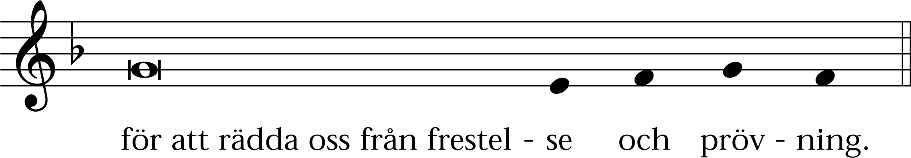 för att rädda oss från frestel - se och pröv - ning.